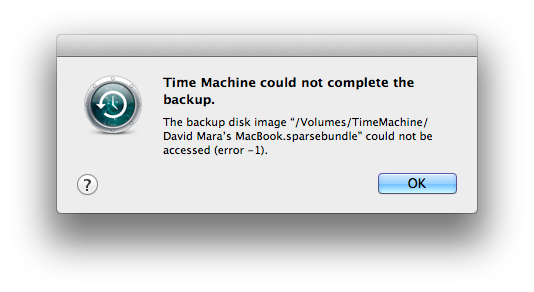 Time Machine could not complete the
backup.
The backup disk image “/Volumes/TimeMachine/
David Mara’s MacBook.sparsebundle” could not be
accessed (error -1).
?
OK